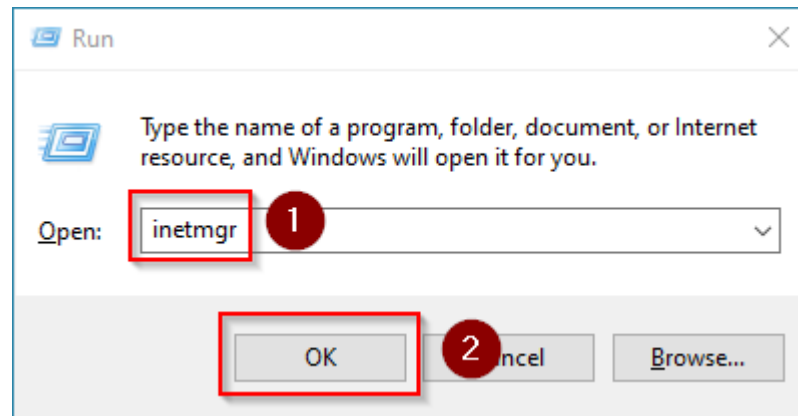 Run
Type the name of a program, folder, document, or Internet
resource, and Windows will open it for you.
Open: inetmgr 1
OK 2 ncel Browse...